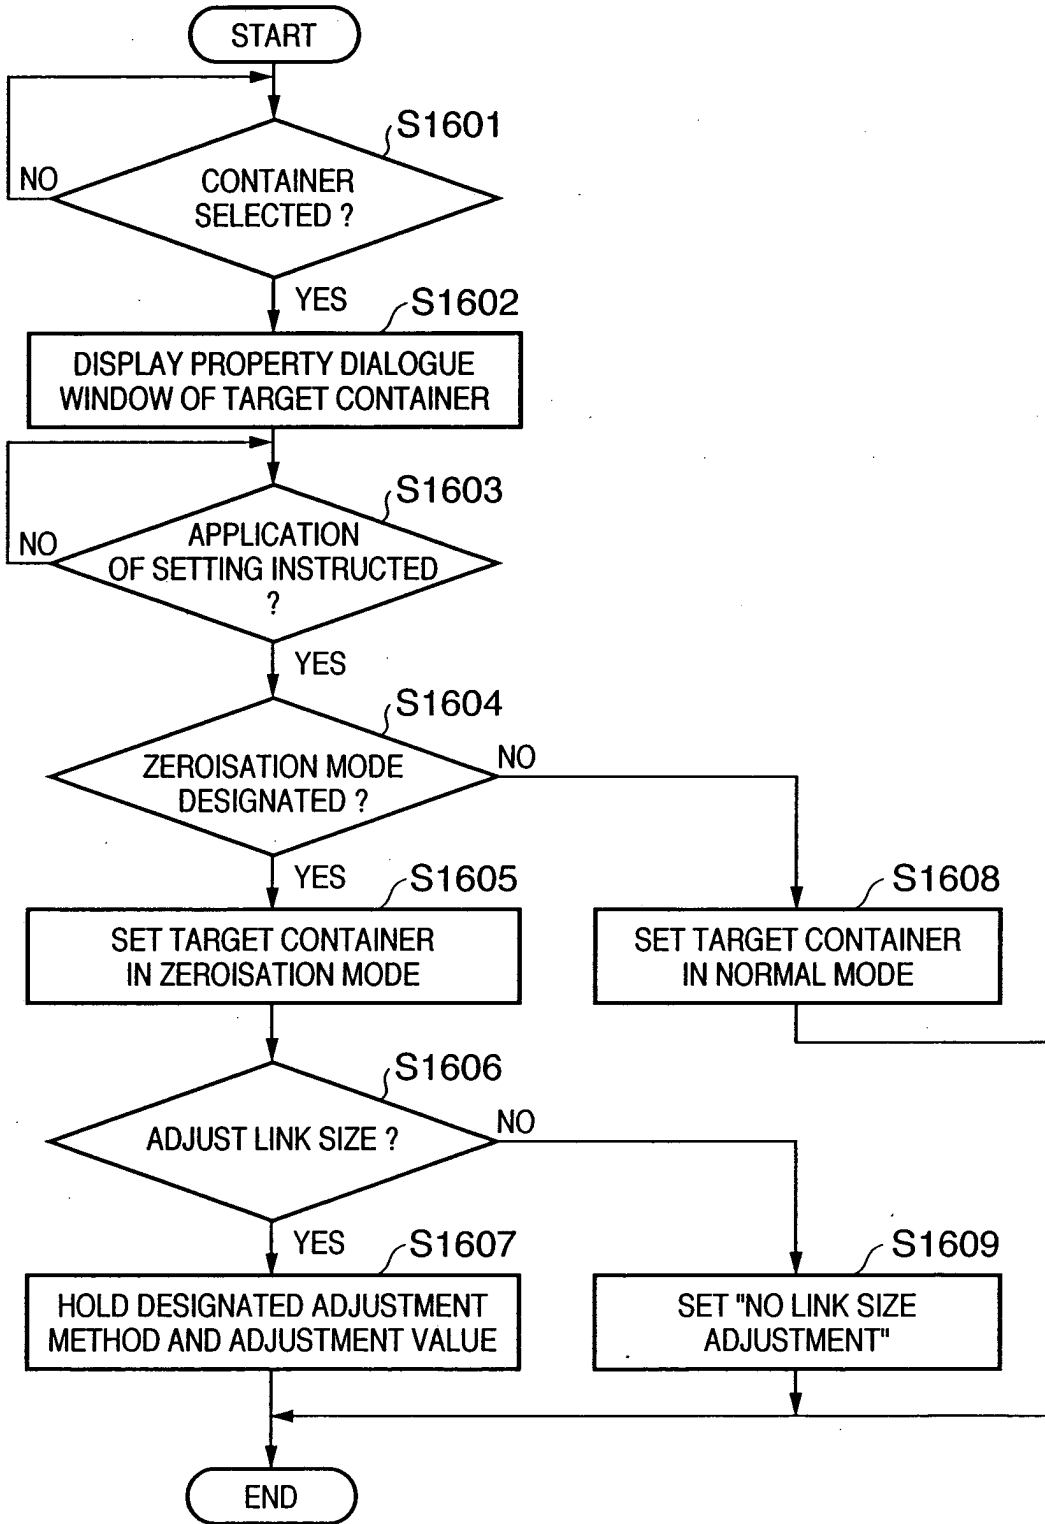 START
S1601
NO
CONTAINER
SELECTED ?
YES
S1602
DISPLAY PROPERTY DIALOGUE
WINDOW OF TARGET CONTAINER
S1603
NO
APPLICATION
OF SETTING INSTRUCTED
?
YES
S1604
ZEROISATION MODE
DESIGNATED ?
NO
YES
S1605
S1608
SET TARGET CONTAINER
IN ZEROISATION MODE
SET TARGET CONTAINER
IN NORMAL MODE
S1606
ADJUST LINK SIZE ?
NO
YES
S1607
S1609
HOLD DESIGNATED ADJUSTMENT
METHOD AND ADJUSTMENT VALUE
SET "NO LINK SIZE
ADJUSTMENT"
END